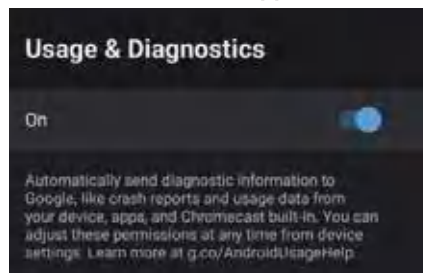 Usage & Diagnostics
On
Automatically send diagnostic information to
Google, like crash reports and usage data from
your device, apps, and Chromecast built-in. You can
adjust these permissions at any time from device
settings. Learn more at g.co/AndroidUsageHelp.